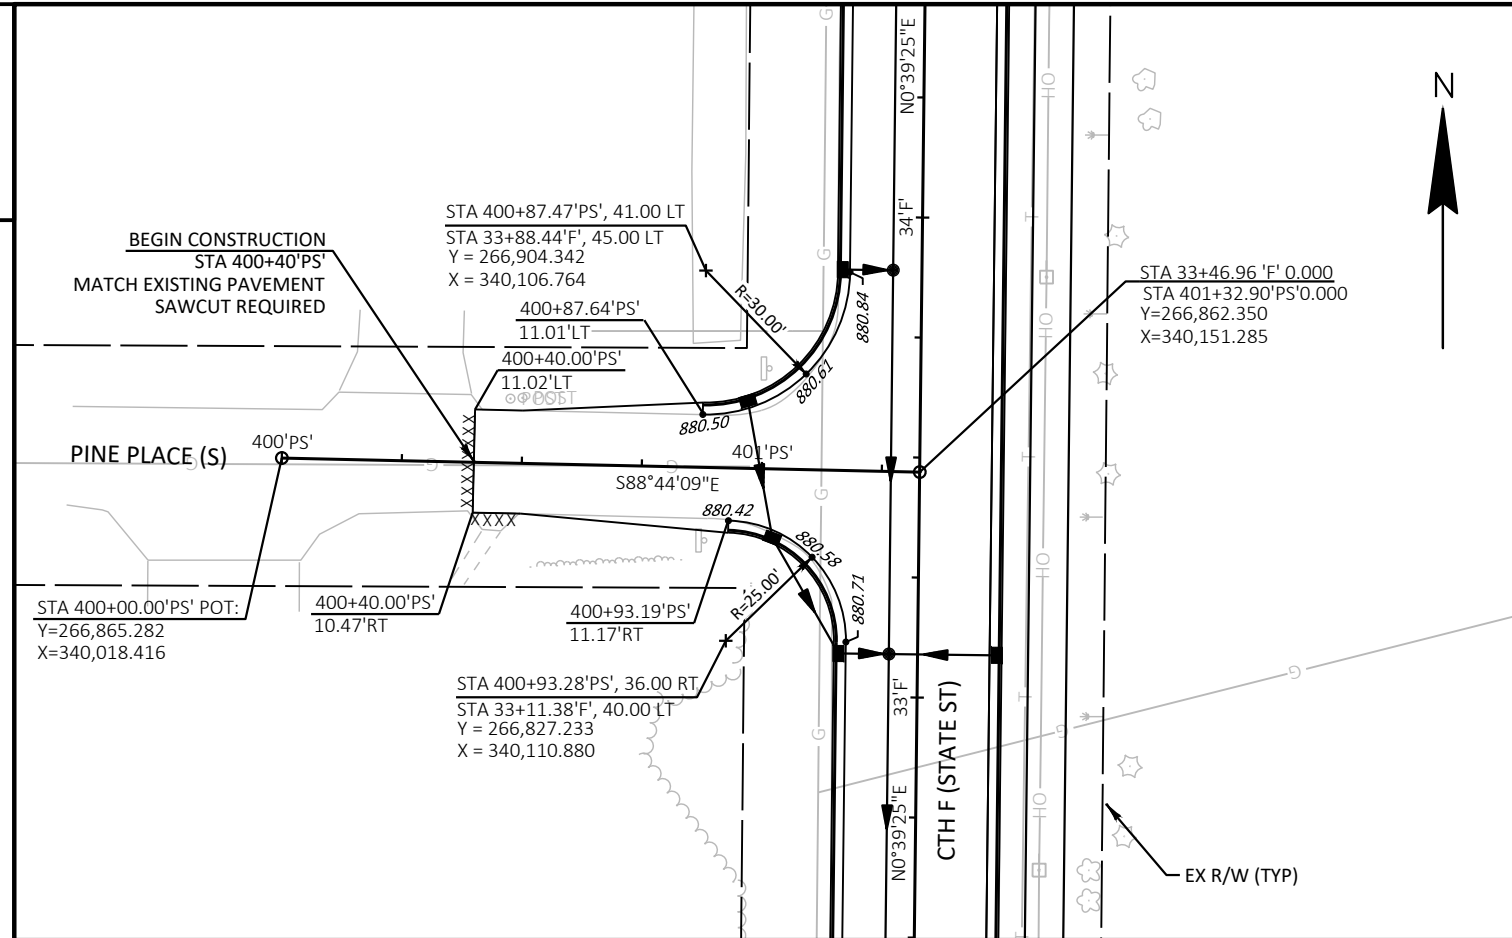 N
STA 400+87.47'PS', 41.00 LT
STA 33+88.44'F', 45.00 LT
Y = 266,904.342
X = 340,106.764
BEGIN CONSTRUCTION
STA 400+40'PS'
MATCH EXISTING PAVEMENT
SAWCUT REQUIRED
400+87.64'PS'
11.01'LT
400+40.00'PS'
11.02'LT
POST
R=30.00'
880.84
880.61
880.50
N0°39'25"E
34'F'
STA 33+46.96 'F' 0.000
STA 401+32.90'PS'0.000
Y=266,862.350
X=340,151.285
PINE PLACE (S)
400'PS'
401'PS'
S88°44'09"E
XXXXXXXX
XXXX
880.42
880.58
880.71
R=25.00'
STA 400+00.00'PS' POT:
Y=266,865.282
X=340,018.416
400+40.00'PS'
10.47'RT
400+93.19'PS'
11.17'RT
STA 400+93.28'PS', 36.00 RT
STA 33+11.38'F', 40.00 LT
Y = 266,827.233
X = 340,110.880
33'F'
N0°39'25"E
CTH F (STATE ST)
EX R/W (TYP)
G
G
G
G
G
G
G
G
G
OH
OH
OH
OH
T
T
T
T